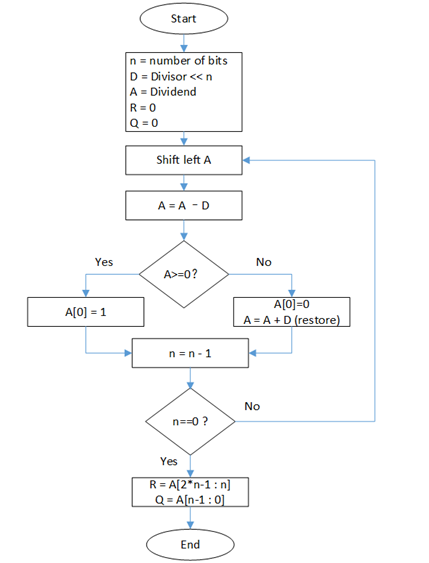 Start
n = number of bits
D = Divisor << n
A = Dividend
R = 0
Q = 0
Shift left A
A = A − D
A>=0?
Yes
No
A[0] = 1
A[0]=0
A = A + D (restore)
n = n - 1
n==0 ?
No
Yes
R = A[2*n-1 : n]
Q = A[n-1 : 0]
End